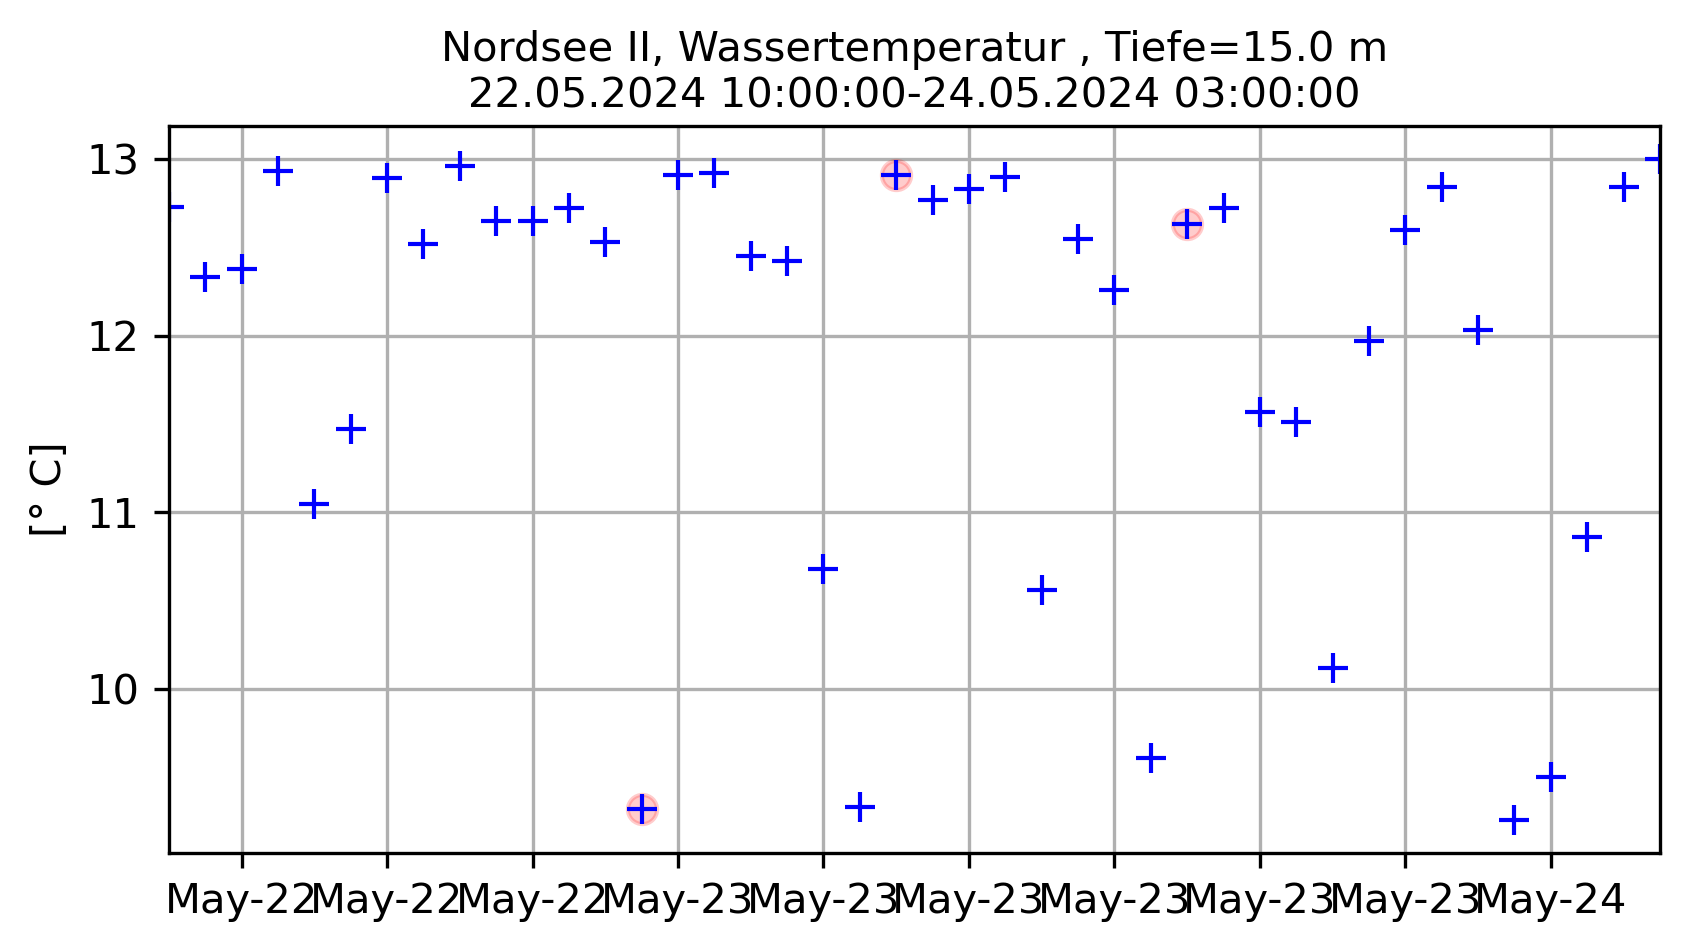 Nordsee II, Wassertemperatur , Tiefe=15.0 m
22.05.2024 10:00:00-24.05.2024 03:00:00
13
12
11
10
[° C]
May-22 May-22 May-22 May-23 May-23 May-23 May-23 May-23 May-23 May-24